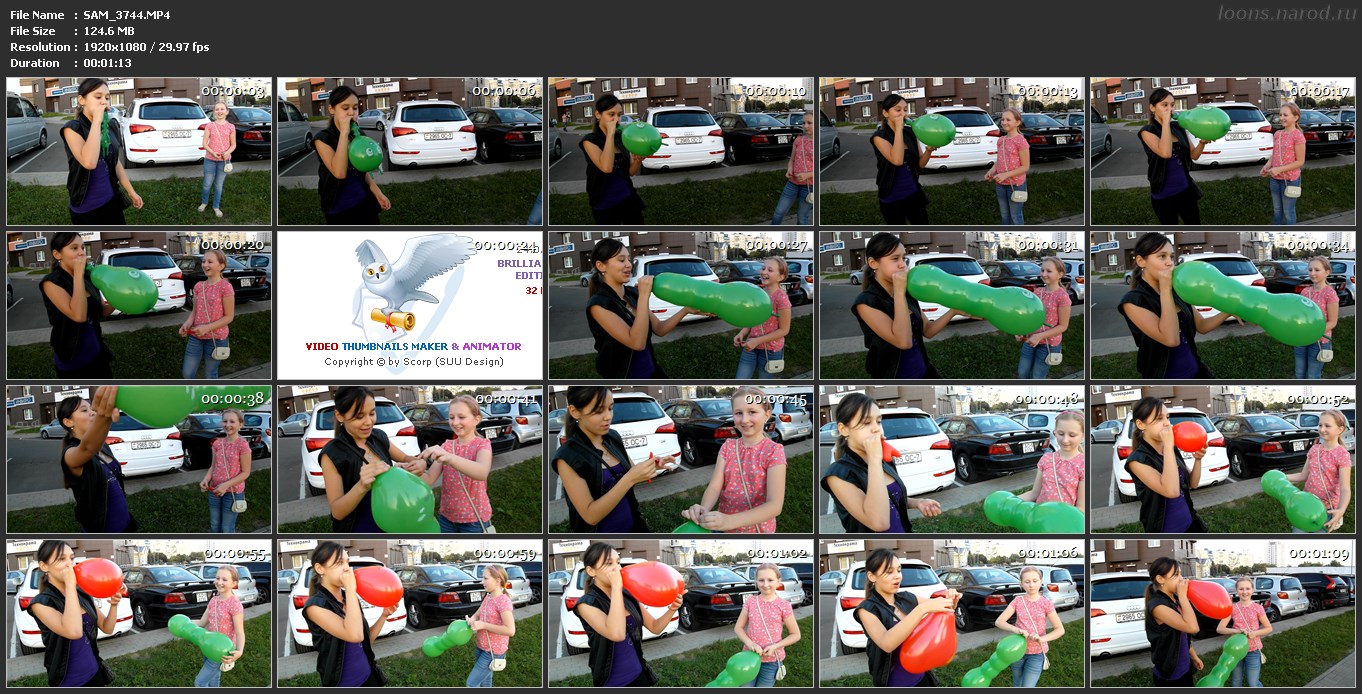 File Name : SAM_3744.MP4
File Size : 124.6 MB
Resolution : 1920x1080 / 29.97 fps
Duration : 00:01:13
loons.narod.ru
00:00:03
00:00:06
00:00:10
00:00:13
00:00:17
00:00:20
00:00:24
BRILLIA
EDIT
32
VIDEO THUMBNAILS MAKER & ANIMATOR
Copyright © by Scorp (SUU Design)
00:00:27
00:00:31
00:00:34
00:00:38
00:00:41
00:00:45
00:00:48
00:00:52
00:00:55
00:00:59
00:01:02
00:01:06
00:01:09